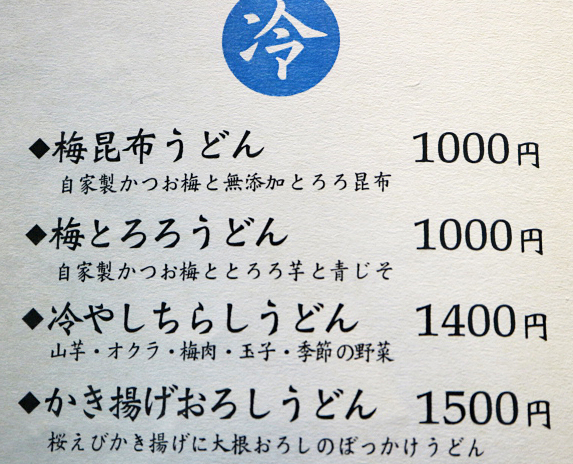 冷
◆梅昆布うどん 1000円
自家製かつお梅と無添加とろろ昆布
◆梅とろろうどん 1000円
自家製かつお梅ととろろ芋と青じそ
◆冷やしちらしうどん 1400円
山芋・オクラ・梅肉・玉子・季節の野菜
◆かき揚げおろしうどん 1500円
桜えびかき揚げに大根おろしのぼっかけうどん